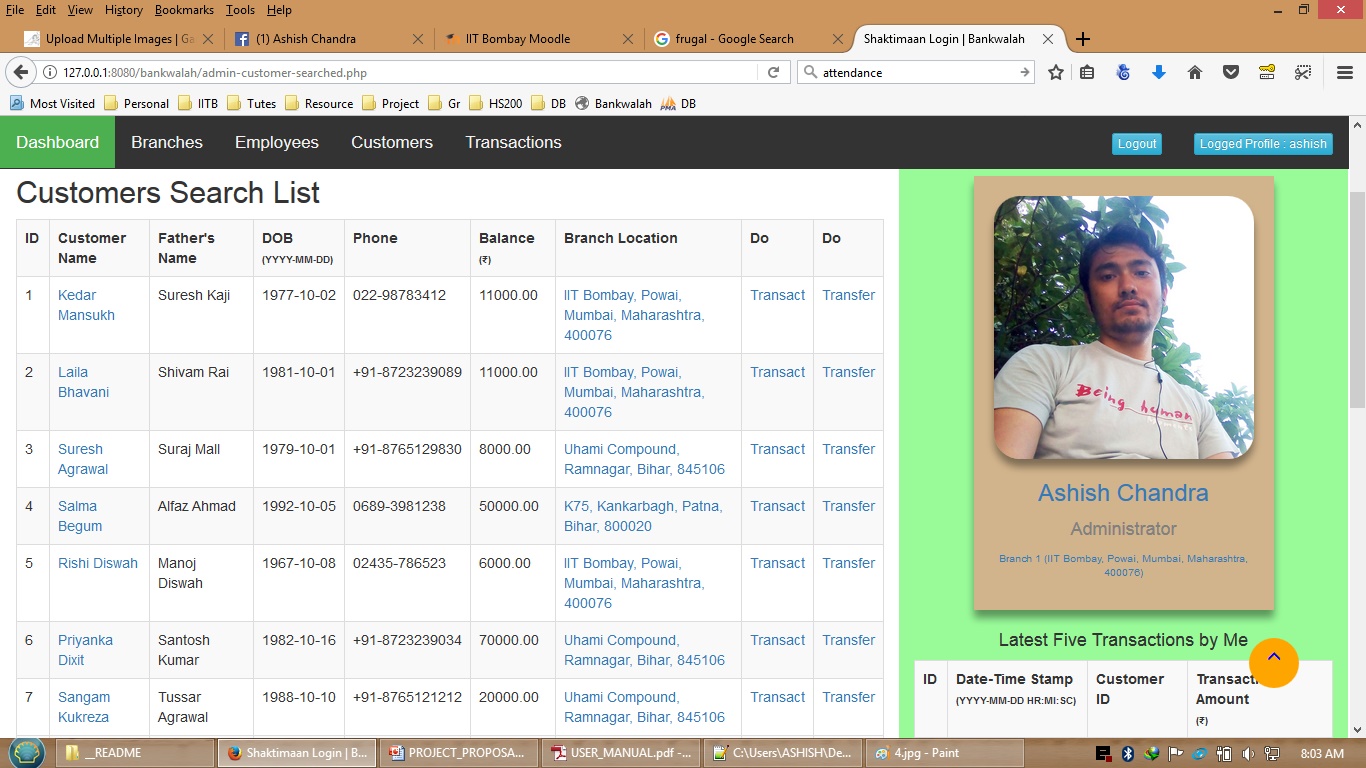 File Edit View History Bookmarks Tools Help
Upload Multiple Images | Ga
(1) Ashish Chandra
IIT Bombay Moodle
frugal - Google Search
Shaktimaan Login | Bankwalah
127.0.0.1:8080/bankwalah/admin-customer-searched.php
attendance
Most Visited Personal IITB Tutes Resource Project Gr HS200 DB Bankwalah PMA DB
Dashboard Branches Employees Customers Transactions Logout Logged Profile : ashish
Customers Search List
ID Customer Name Father's Name DOB (YYYY-MM-DD) Phone Balance (₹) Branch Location Do Do
1 Kedar Mansukh Suresh Kaji 1977-10-02 022-98783412 11000.00 IIT Bombay, Powai, Mumbai, Maharashtra, 400076 Transact Transfer
2 Laila Bhavani Shivam Rai 1981-10-01 +91-8723239089 11000.00 IIT Bombay, Powai, Mumbai, Maharashtra, 400076 Transact Transfer
3 Suresh Agrawal Suraj Mall 1979-10-01 +91-8765129830 8000.00 Uhami Compound, Ramnagar, Bihar, 845106 Transact Transfer
4 Salma Begum Alfaz Ahmad 1992-10-05 0689-3981238 50000.00 K75, Kankarbagh, Patna, Bihar, 800020 Transact Transfer
5 Rishi Diswah Manoj Diswah 1967-10-08 02435-786523 6000.00 IIT Bombay, Powai, Mumbai, Maharashtra, 400076 Transact Transfer
6 Priyanka Dixit Santosh Kumar 1982-10-16 +91-8723239034 70000.00 Uhami Compound, Ramnagar, Bihar, 845106 Transact Transfer
7 Sangam Kukreza Tussar Agrawal 1988-10-10 +91-8765121212 20000.00 Uhami Compound, Ramnagar, Bihar, 845106 Transact Transfer
Being human
Ashish Chandra
Administrator
Branch 1 (IIT Bombay, Powai, Mumbai, Maharashtra,
400076)
Latest Five Transactions by Me
ID Date-Time Stamp (YYYY-MM-DD HR:MI:SC) Customer ID Transacti Amount (₹)
__README
Shaktimaan Login | B...
PROJECT_PROPOSA...
USER_MANUAL.pdf -...
C:\Users\ASHISH\De...
4.jpg - Paint
8:03 AM